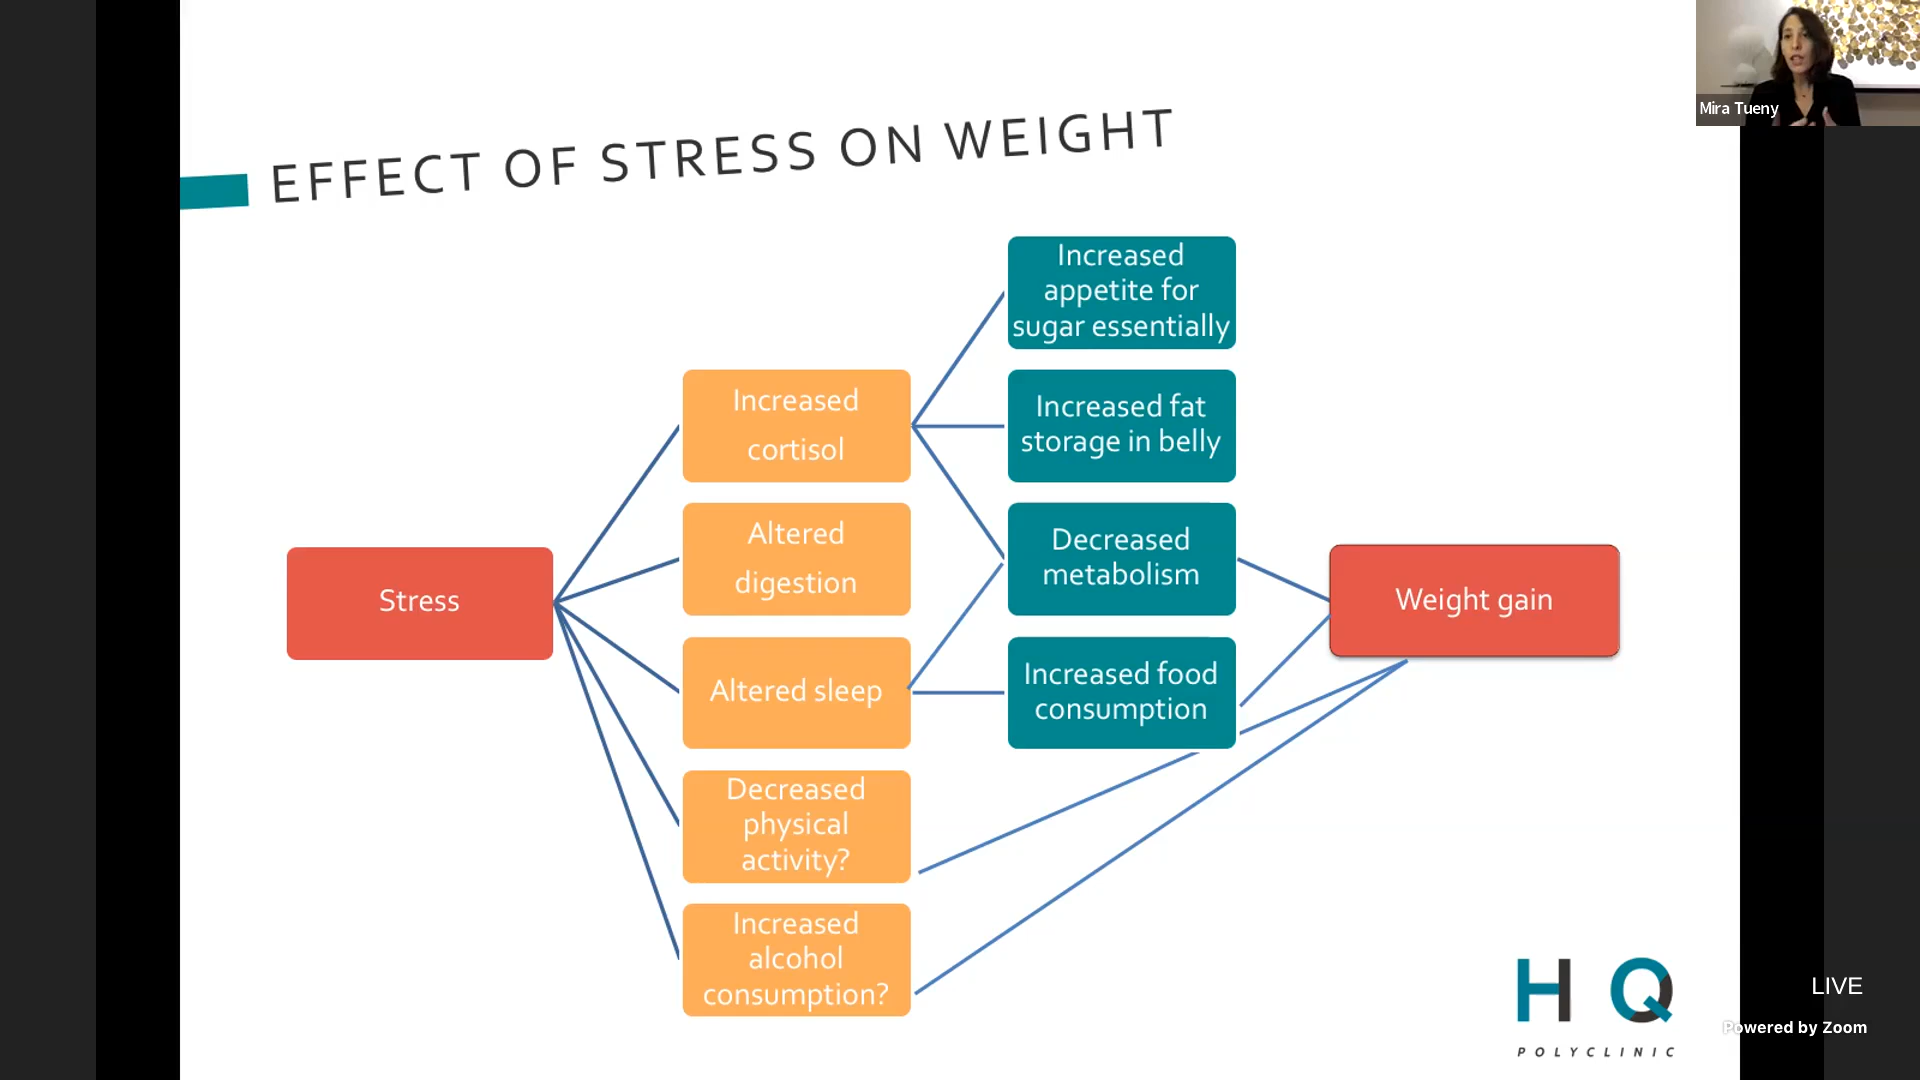 Mira Tueny
EFFECT OF STRESS ON WEIGHT
Increased
appetite for
sugar essentially
Increased
cortisol
Increased fat
storage in belly
Altered
digestion
Decreased
metabolism
Stress
Weight gain
Altered sleep
Increased food
consumption
Decreased
physical
activity?
Increased
alcohol
consumption?
H Q
POLYCLINIC
LIVE
Powered by Zoom